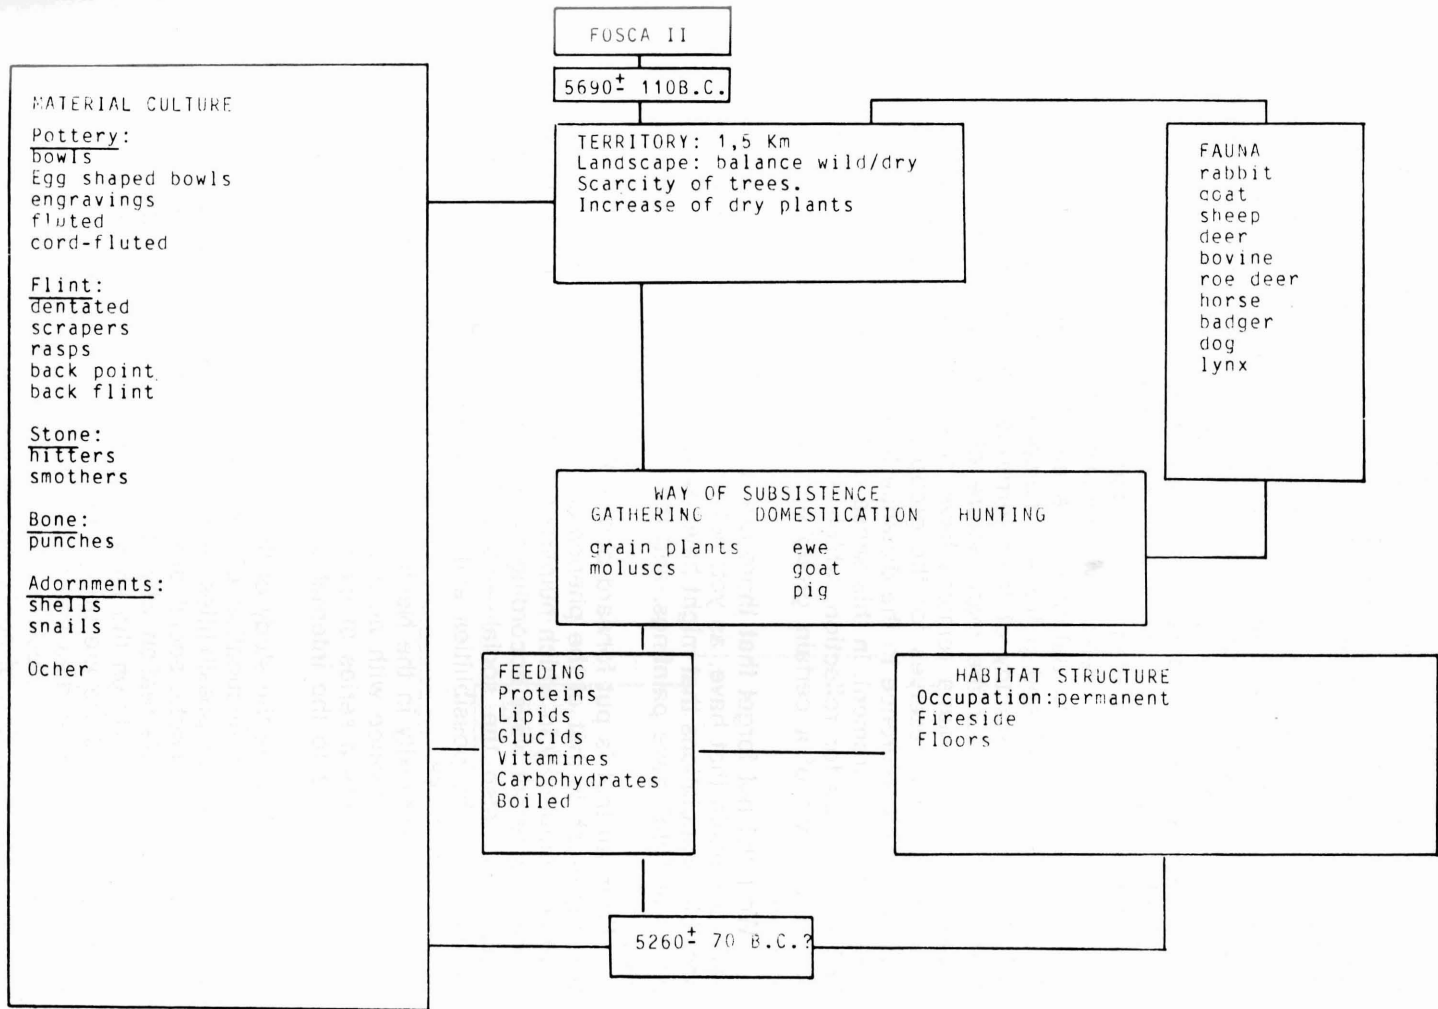 FOSCA II
5690± 110B.C.
MATERIAL CULTURE
Pottery:
bowls
Egg shaped bowls
engravings
fluted
cord-fluted
Flint:
dentated
scrapers
rasps
back point
back flint
Stone:
hitters
smothers
Bone:
punches
Adornments:
shells
snails
Ocher
TERRITORY: 1,5 Km
Landscape: balance wild/dry
Scarcity of trees.
Increase of dry plants
FAUNA
rabbit
goat
sheep
deer
bovine
roe deer
horse
badger
dog
lynx
WAY OF SUBSISTENCE
GATHERING DOMESTICATION HUNTING
grain plants ewe
moluscs goat
pig
FEEDING
Proteins
Lipids
Glucids
Vitamines
Carbohydrates
Boiled
HABITAT STRUCTURE
Occupation:permanent
Fireside
Floors
5260± 70 B.C.?